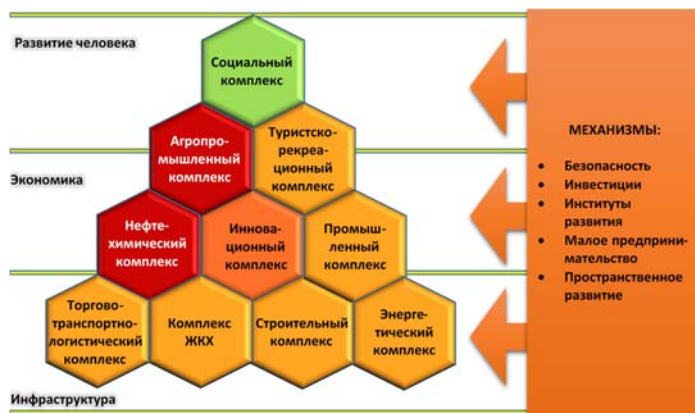 Развитие человека
Социальный
комплекс
Агропро-
мышленный
комплекс
Туристско-
рекреа-
ционный
комплекс
Экономика
Нефте-
химический
комплекс
Иннова-
ционный
комплекс
Промыш-
ленный
комплекс
Торгово-
транспортно-
логистический
комплекс
Комплекс
ЖКХ
Строительный
комплекс
Энерге-
тический
комплекс
Инфраструктура
МЕХАНИЗМЫ:
• Безопасность
• Инвестиции
• Институты
развития
• Малое предприни-
мательство
• Пространственное
развитие